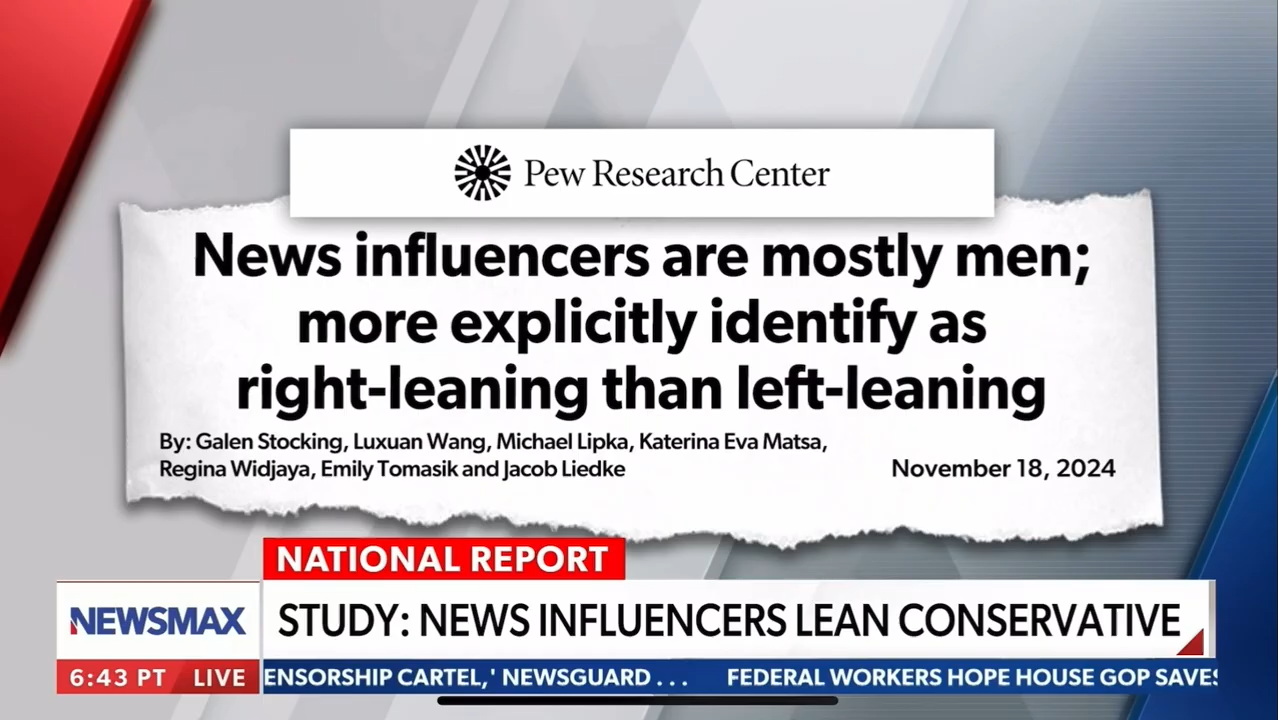 Pew Research Center
News influencers are mostly men;
more explicitly identify as
right-leaning than left-leaning
By: Galen Stocking, Luxuan Wang, Michael Lipka, Katerina Eva Matsa,
Regina Widjaya, Emily Tomasik and Jacob Liedke
November 18, 2024
NATIONAL REPORT
NEWSMAX
STUDY: NEWS INFLUENCERS LEAN CONSERVATIVE
6:43 PT LIVE
ENSORSHIP CARTEL,' NEWSGUARD . . . FEDERAL WORKERS HOPE HOUSE GOP SAVES